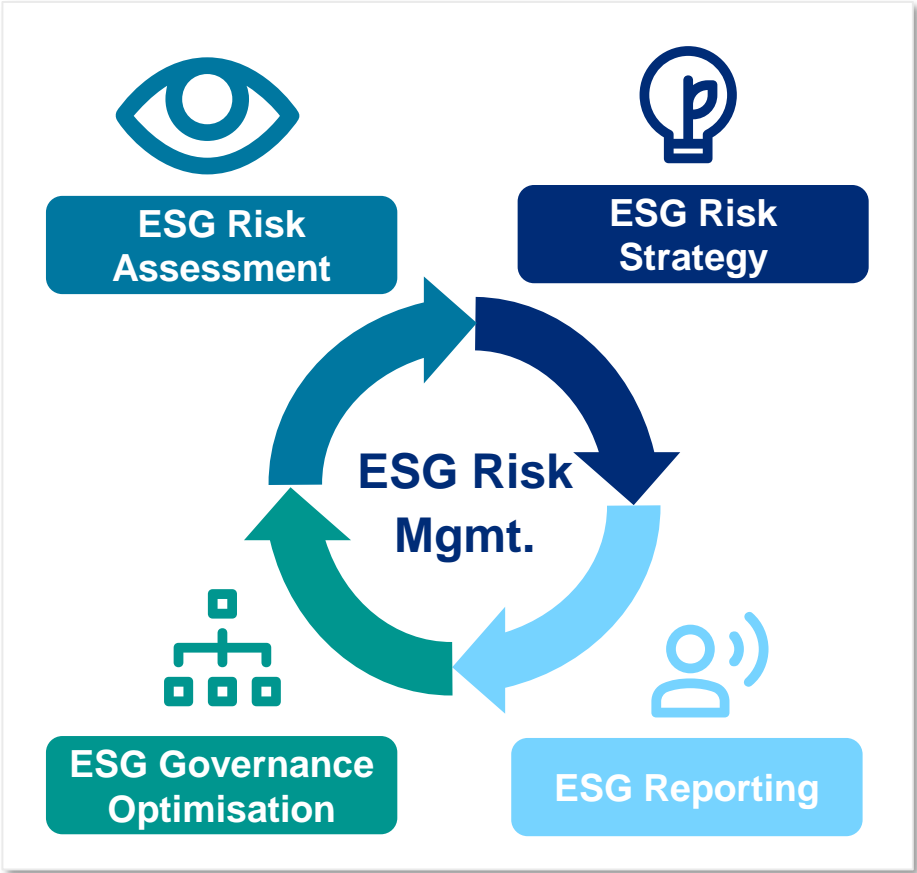 ESG Risk
Assessment
ESG Risk
Strategy
ESG Risk
Mgmt.
ESG Governance
Optimisation
ESG Reporting